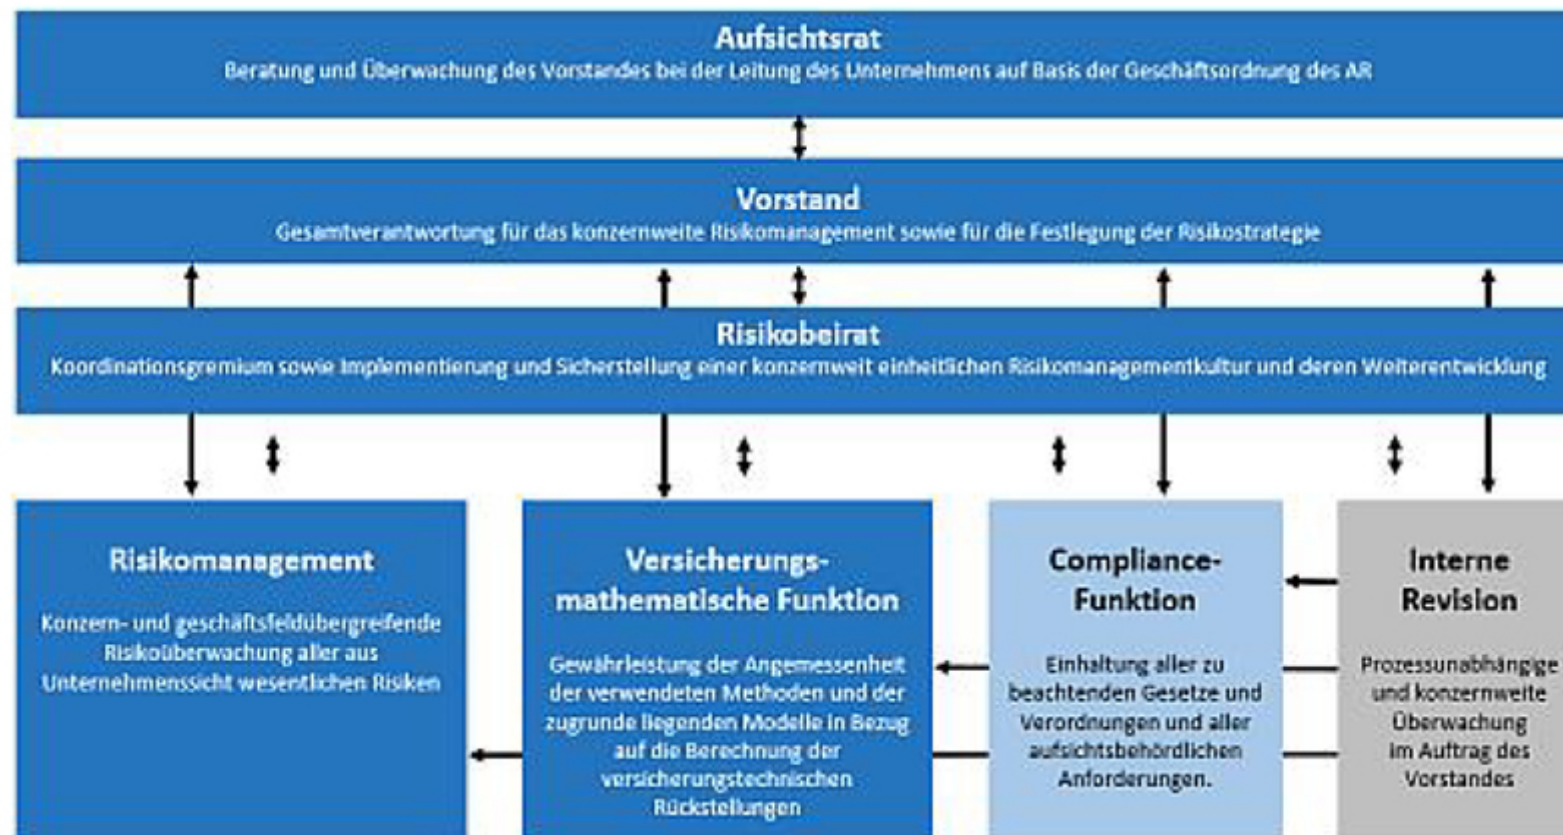 Aufsichtsrat
Beratung und Überwachung des Vorstandes bei der Leitung des Unternehmens auf Basis der Geschäftsordnung des AR
Vorstand
Gesamtverantwortung für das konzernweite Risikomanagement sowie für die Festlegung der Risikostrategie
Risikobeirat
Koordinationsgremium sowie Implementierung und Sicherstellung einer konzernweit einheitlichen Risikomanagementkultur und deren Weiterentwicklung
Risikomanagement
Konzern- und geschäftsfeldübergreifende
Risikoüberwachung aller aus
Unternehmenssicht wesentlichen Risiken
Versicherungs-
mathematische Funktion
Gewährleistung der Angemessenheit
der verwendeten Methoden und der
zugrunde liegenden Modelle in Bezug
auf die Berechnung der
versicherungstechnischen
Rückstellungen
Compliance-
Funktion
Einhaltung aller zu
beachtenden Gesetze und
Verordnungen und aller
aufsichtsbehördlichen
Anforderungen.
Interne
Revision
Prozessunabhängige
und konzernweite
Überwachung
im Auftrag des
Vorstandes